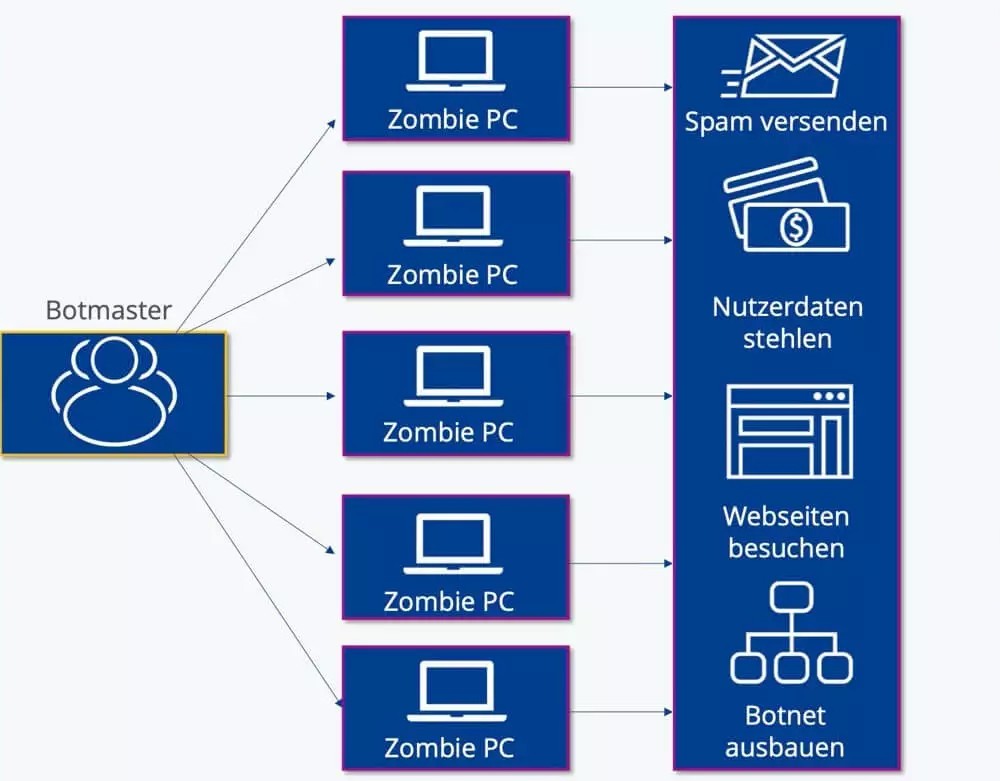 Botmaster
Zombie PC
Zombie PC
Zombie PC
Zombie PC
Zombie PC
Spam versenden
$
Nutzerdaten
stehlen
Webseiten
besuchen
Botnet
ausbauen